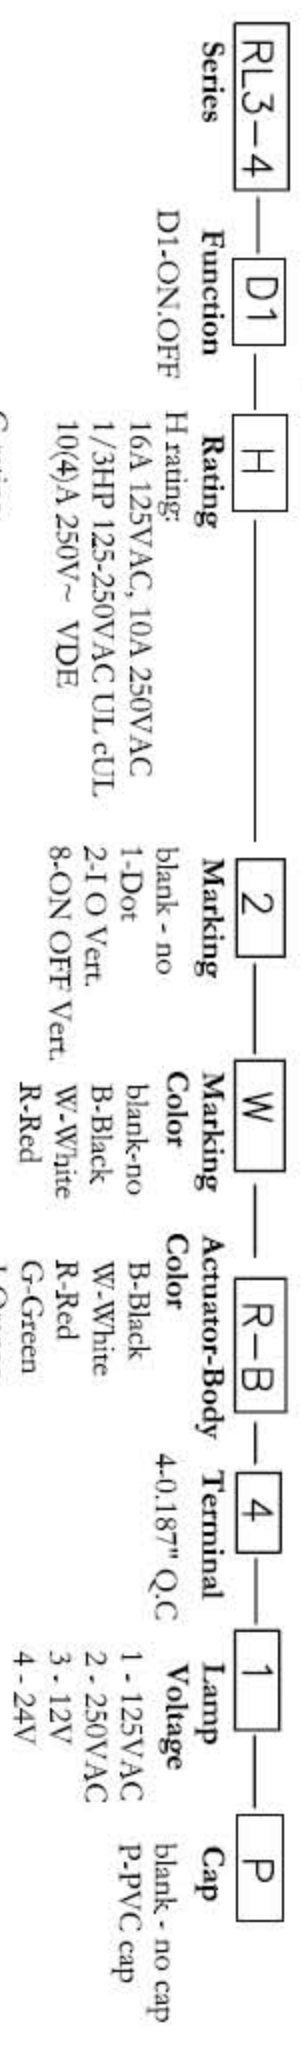 RL3-4 D1 H 2 W R-B 4 1 P
Series
Function
D1-ON.OFF
Rating
H rating:
16A 125VAC, 10A 250VAC
1/3HP 125-250VAC UL cUL
10(4)A 250V~ VDE
Marking
blank - no
1-Dot
2-I O Vert.
8-ON OFF Vert.
Marking
Color
blank-no
B-Black
W-White
R-Red
Actuator-Body
Color
B-Black
W-White
R-Red
G-Green
Terminal
4-0.187" Q.C
Lamp
Voltage
1 - 125VAC
2 - 250VAC
3 - 12V
4 - 24V
Cap
blank - no cap
P-PVC cap